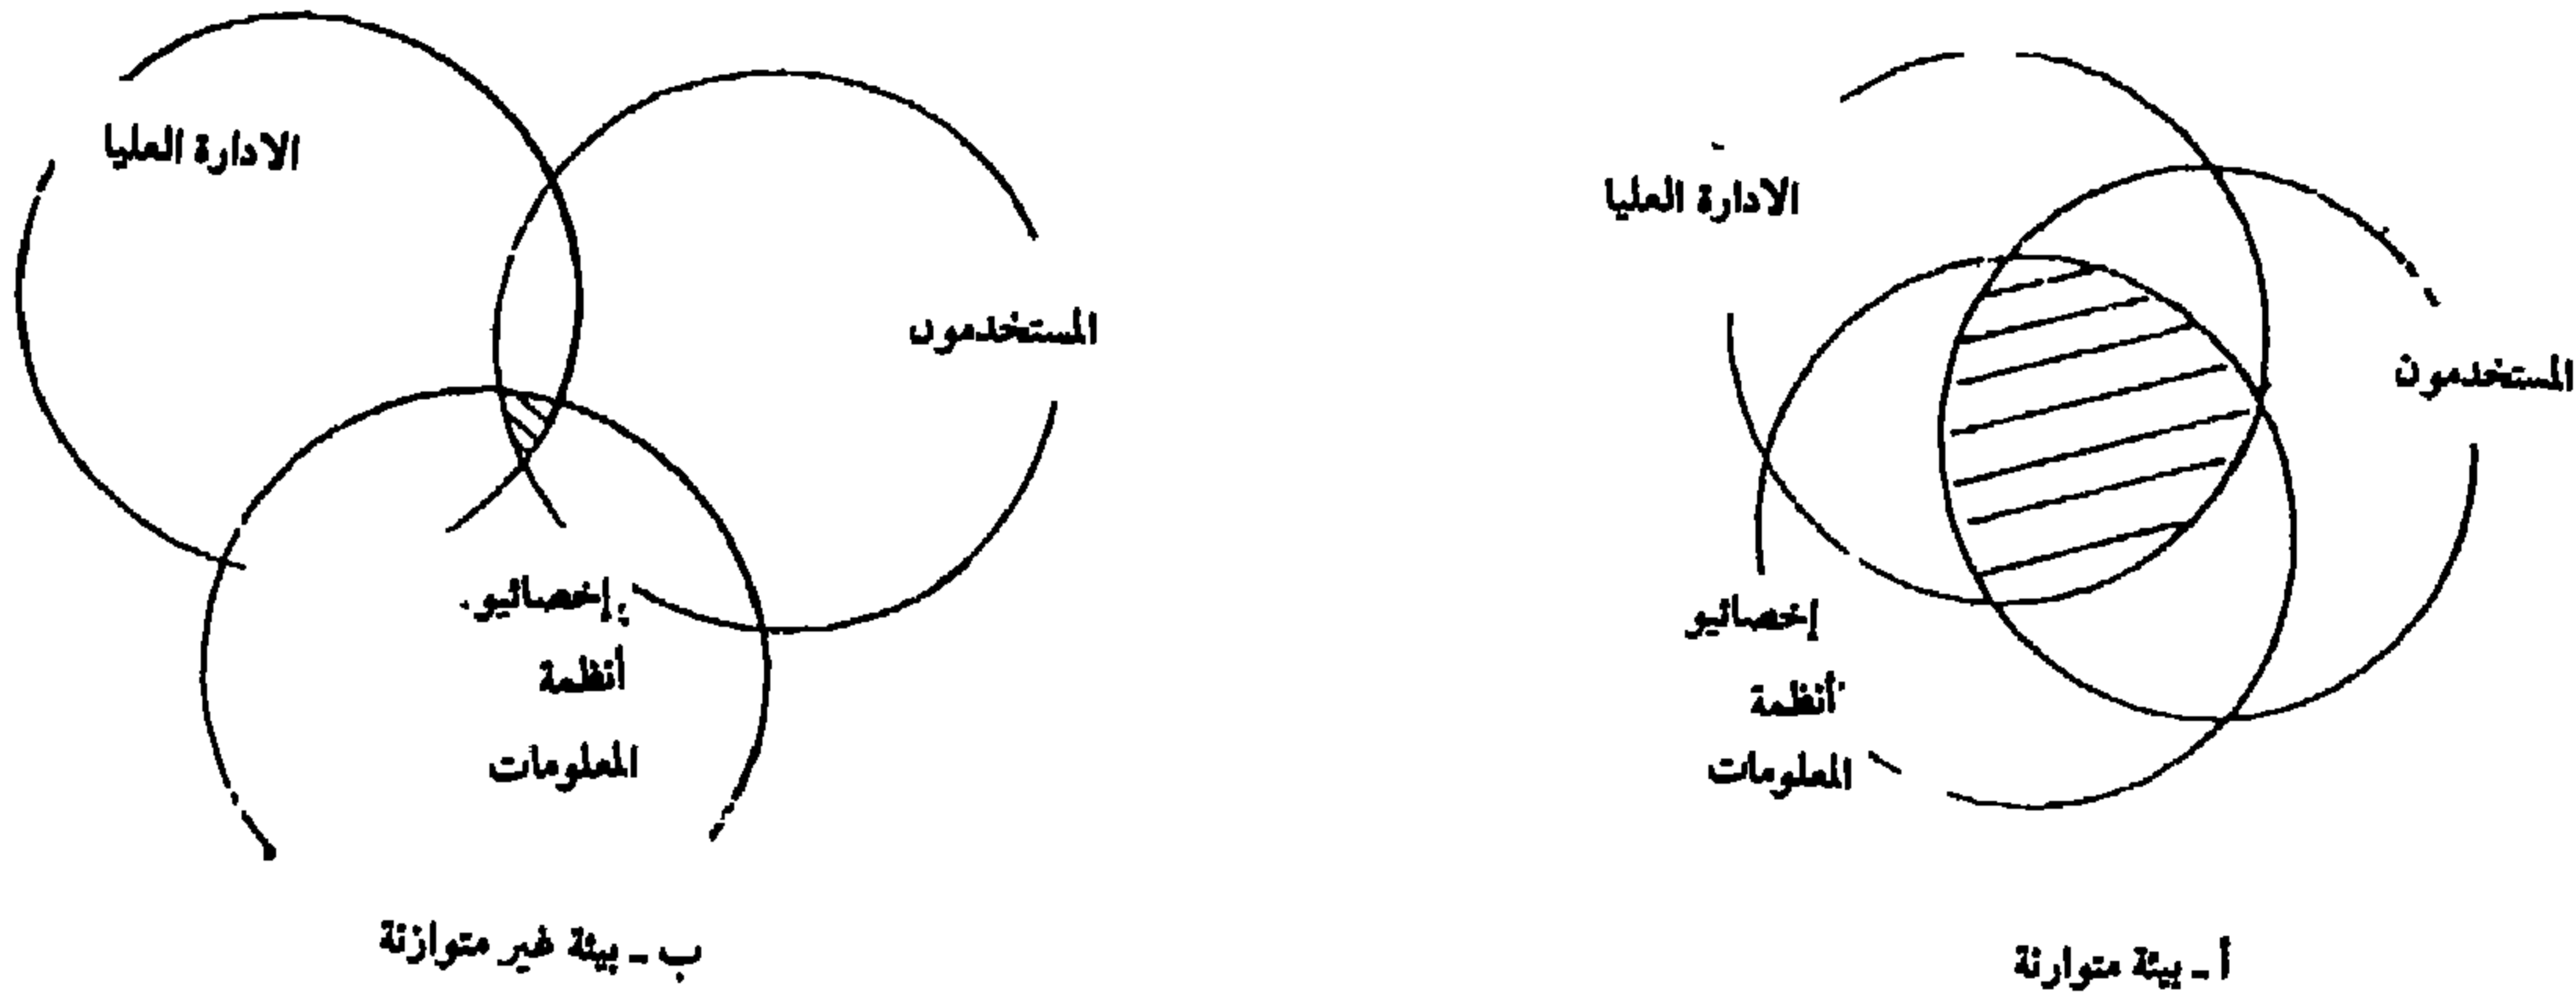 الادارة العليا
المستخدمون
إخصائيو
أنظمة
المعلومات
أ ـ بيئة متوازنة
الادارة العليا
المستخدمون
إخصائيو
أنظمة
المعلومات
ب ـ بيئة غير متوازنة